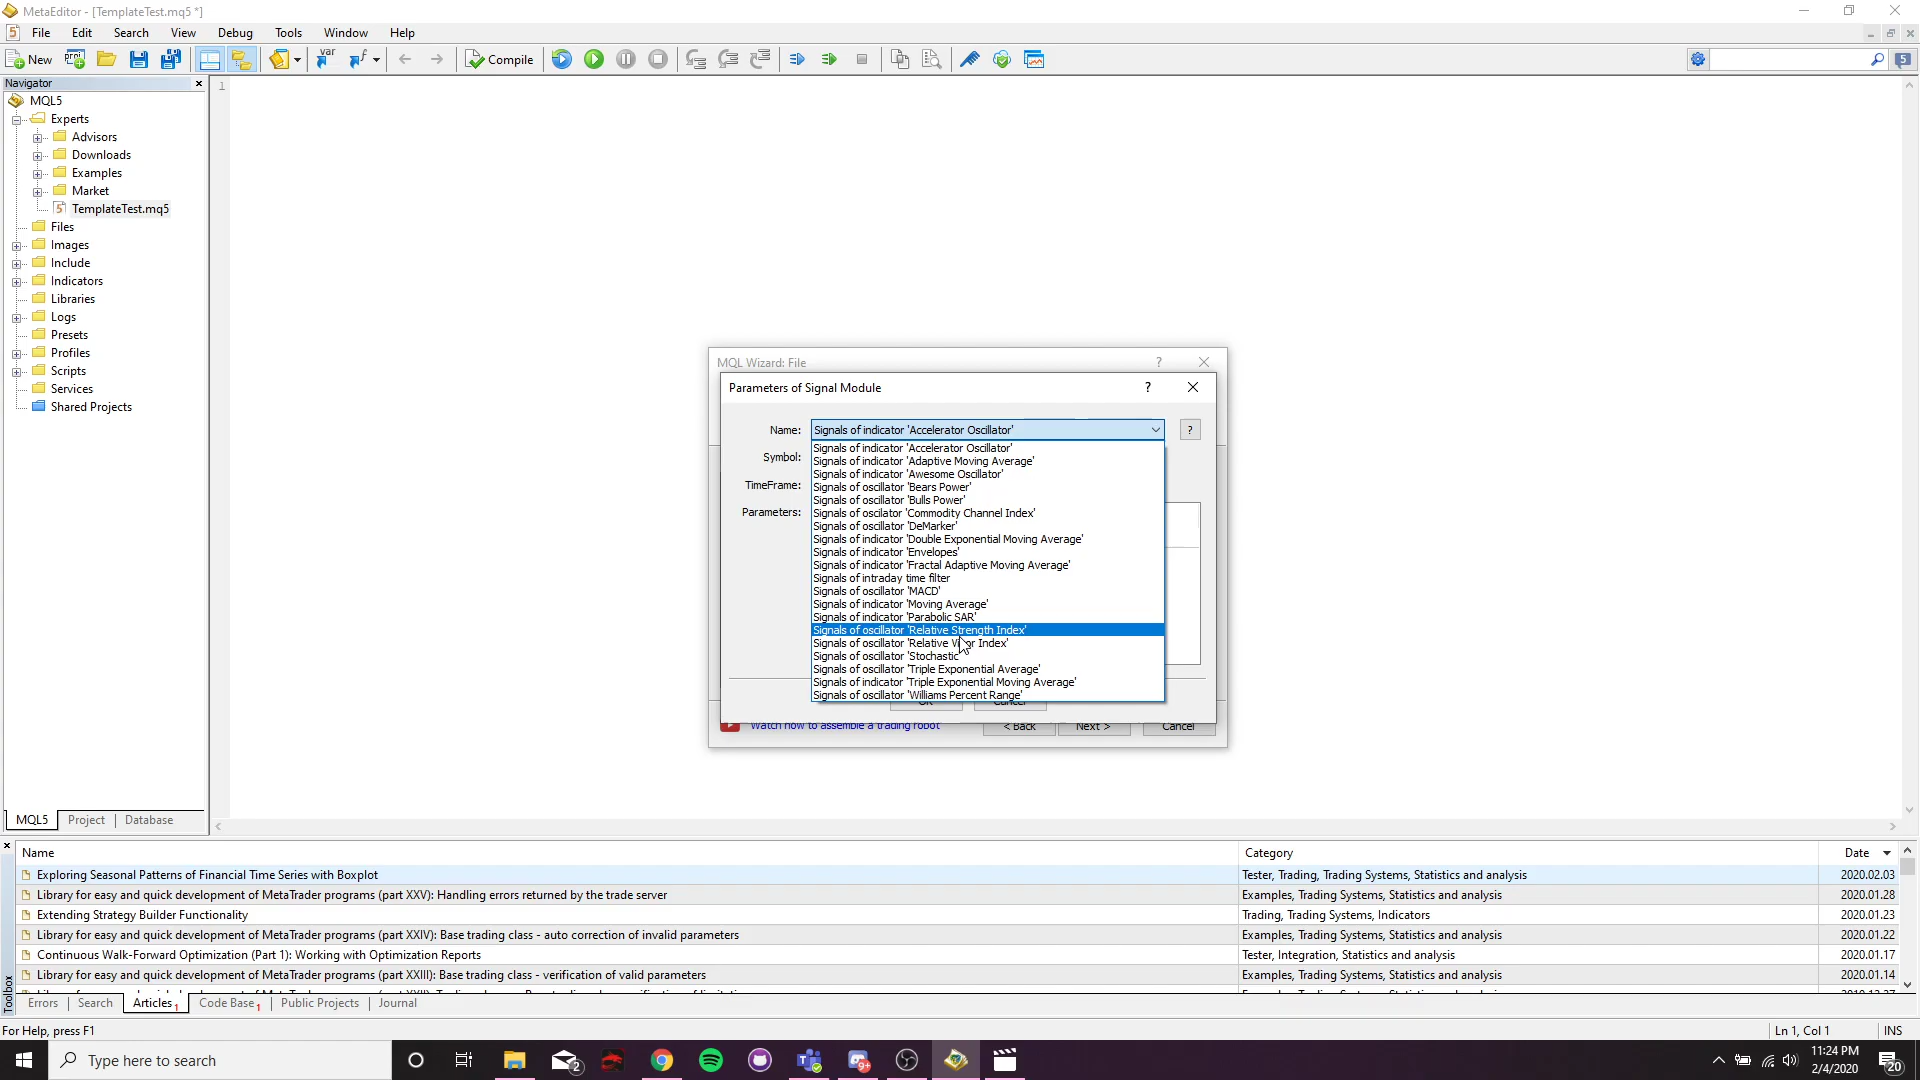 MetaEditor - [TemplateTest.mq5 *]
File Edit Search View Debug Tools Window Help
New Compile
Navigator
MQL5
Experts
Advisors
Downloads
Examples
Market
TemplateTest.mq5
Files
Images
Include
Indicators
Libraries
Logs
Presets
Profiles
Scripts
Services
Shared Projects
MQL5 Project Database
1
MQL Wizard: File
Parameters of Signal Module
Name: Signals of indicator 'Accelerator Oscillator'
Symbol:
TimeFrame:
Parameters:
Signals of indicator 'Accelerator Oscillator'
Signals of indicator 'Adaptive Moving Average'
Signals of indicator 'Awesome Oscillator'
Signals of oscillator 'Bears Power'
Signals of oscillator 'Bulls Power'
Signals of oscilator 'Commodity Channel Index'
Signals of oscillator 'DeMarker'
Signals of indicator 'Double Exponential Moving Average'
Signals of indicator 'Envelopes'
Signals of indicator 'Fractal Adaptive Moving Average'
Signals of intraday time filter
Signals of oscillator 'MACD'
Signals of indicator 'Moving Average'
Signals of indicator 'Parabolic SAR'
Signals of oscillator 'Relative Strength Index'
Signals of oscillator 'Relative Vigor Index'
Signals of oscillator 'Stochastic'
Signals of oscillator 'Triple Exponential Average'
Signals of indicator 'Triple Exponential Moving Average'
Signals of oscillator 'Williams Percent Range'
OK Cancel
Watch how to assemble a trading robot < Back Next > Cancel
Name Category Date
Exploring Seasonal Patterns of Financial Time Series with Boxplot Tester, Trading, Trading Systems, Statistics and analysis 2020.02.03
Library for easy and quick development of MetaTrader programs (part XXV): Handling errors returned by the trade server Examples, Trading Systems, Statistics and analysis 2020.01.28
Extending Strategy Builder Functionality Trading, Trading Systems, Indicators 2020.01.23
Library for easy and quick development of MetaTrader programs (part XXIV): Base trading class - auto correction of invalid parameters Examples, Trading Systems, Statistics and analysis 2020.01.22
Continuous Walk-Forward Optimization (Part 1): Working with Optimization Reports Tester, Integration, Statistics and analysis 2020.01.17
Library for easy and quick development of MetaTrader programs (part XXIII): Base trading class - verification of valid parameters Examples, Trading Systems, Statistics and analysis 2020.01.14
Toolbox
Errors Search Articles 1 Code Base 1 Public Projects Journal
For Help, press F1 Ln 1, Col 1 INS
Type here to search
2
9+
11:24 PM
2/4/2020
20